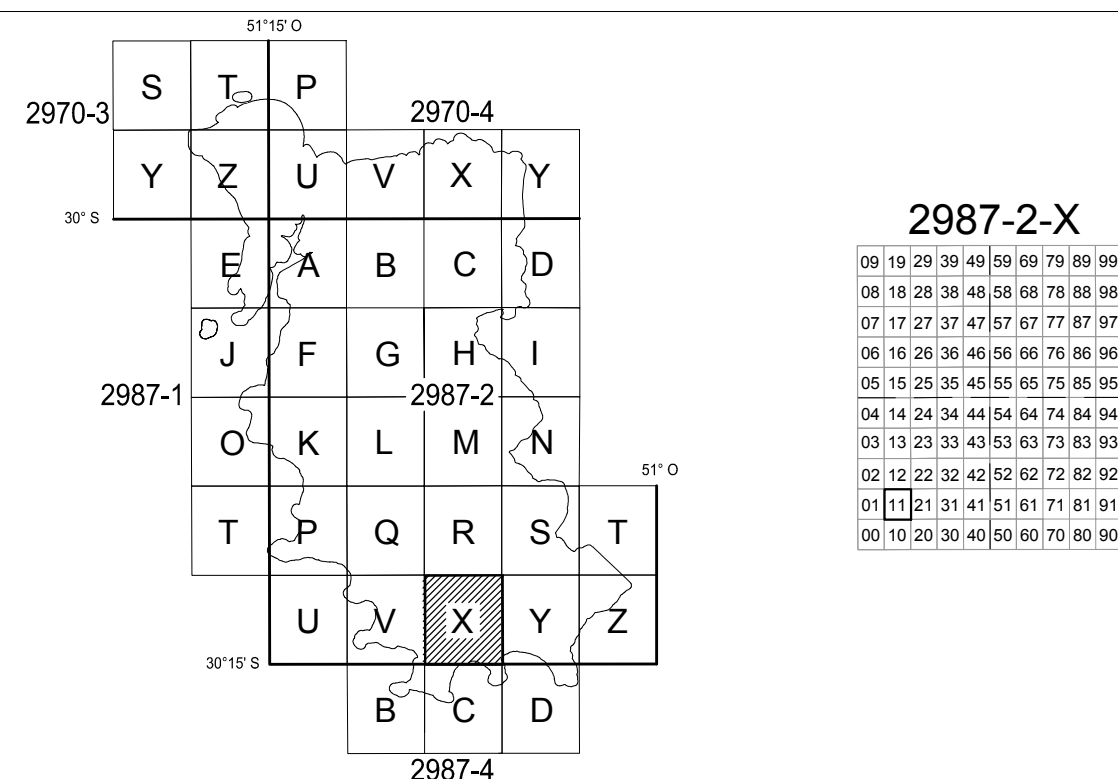 51°15' O
S T P
2970-3 2970-4
Y Z U V X Y
30° S
E A B C D
J F G H I
2987-1 2987-2
O K L M N
51° O
T P Q R S T
U V X Y Z
30°15' S
B C D
2987-4
2987-2-X
09 19 29 39 49 59 69 79 89 99
08 18 28 38 48 58 68 78 88 98
07 17 27 37 47 57 67 77 87 97
06 16 26 36 46 56 66 76 86 96
05 15 25 35 45 55 65 75 85 95
04 14 24 34 44 54 64 74 84 94
03 13 23 33 43 53 63 73 83 93
02 12 22 32 42 52 62 72 82 92
01 11 21 31 41 51 61 71 81 91
00 10 20 30 40 50 60 70 80 90